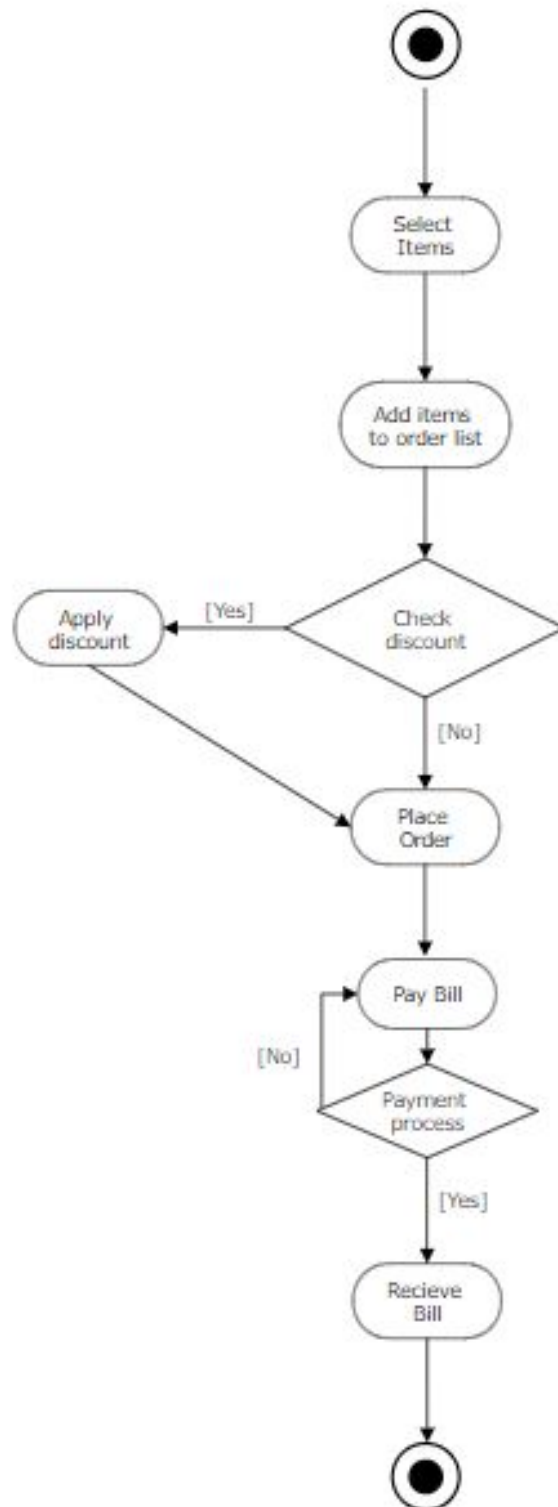 Select
Items
Add items
to order list
Check
discount
[Yes]
Apply
discount
[No]
Place
Order
Pay Bill
[No]
Payment
process
[Yes]
Recieve
Bill